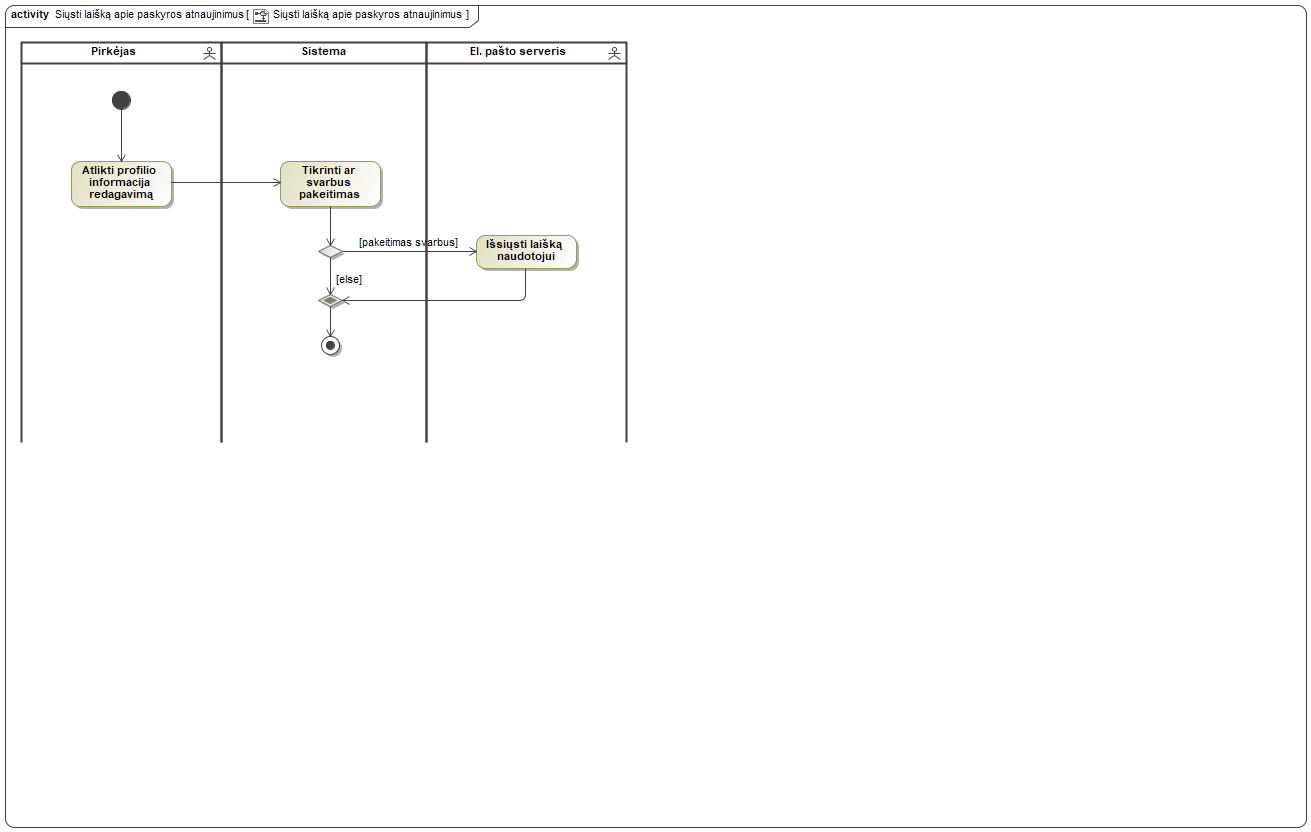 activity Siųsti laišką apie paskyros atnaujinimus [ Siųsti laišką apie paskyros atnaujinimus ]
Pirkėjas
Sistema
El. pašto serveris
Atlikti profilio
informacija
redagavimą
Tikrinti ar
svarbus
pakeitimas
[pakeitimas svarbus]
Išsiųsti laišką
naudotojui
[else]